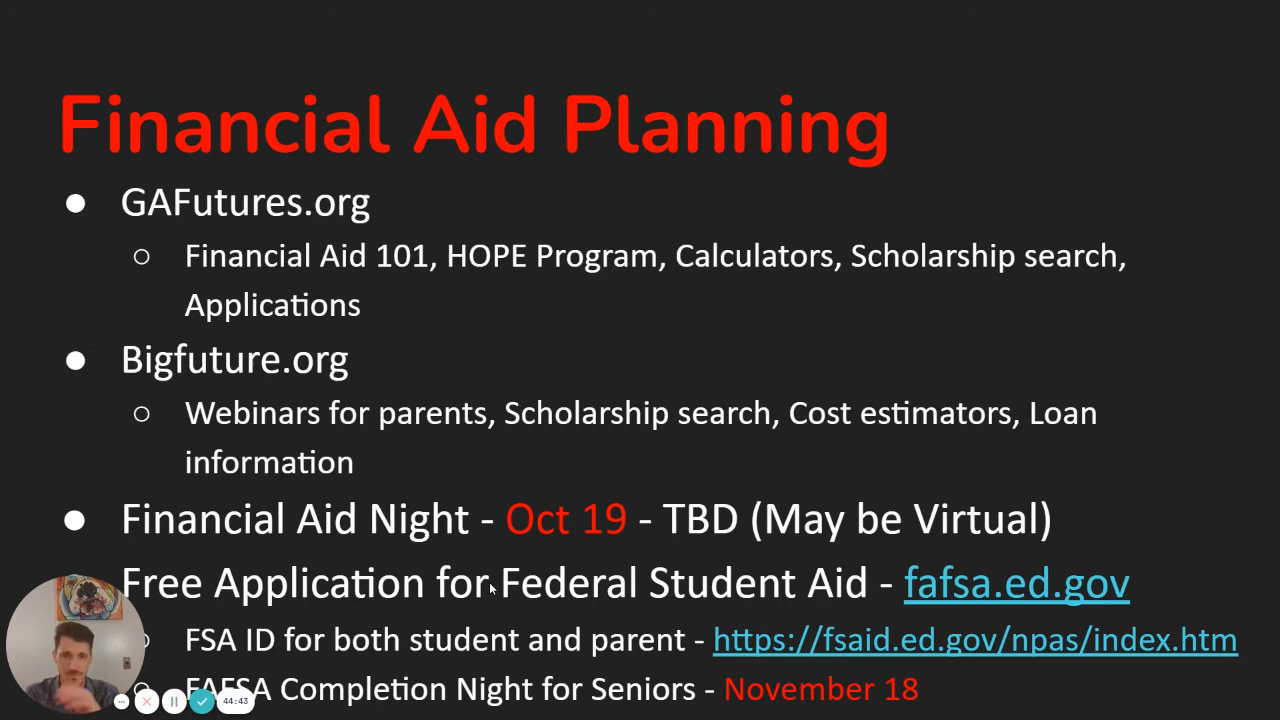 Financial Aid Planning
● GAFutures.org
○ Financial Aid 101, HOPE Program, Calculators, Scholarship search,
Applications
● Bigfuture.org
○ Webinars for parents, Scholarship search, Cost estimators, Loan
information
● Financial Aid Night - Oct 19 - TBD (May be Virtual)
Free Application for Federal Student Aid - fafsa.ed.gov
FSA ID for both student and parent - https://fsaid.ed.gov/npas/index.htm
FAFSA Completion Night for Seniors - November 18
44:43